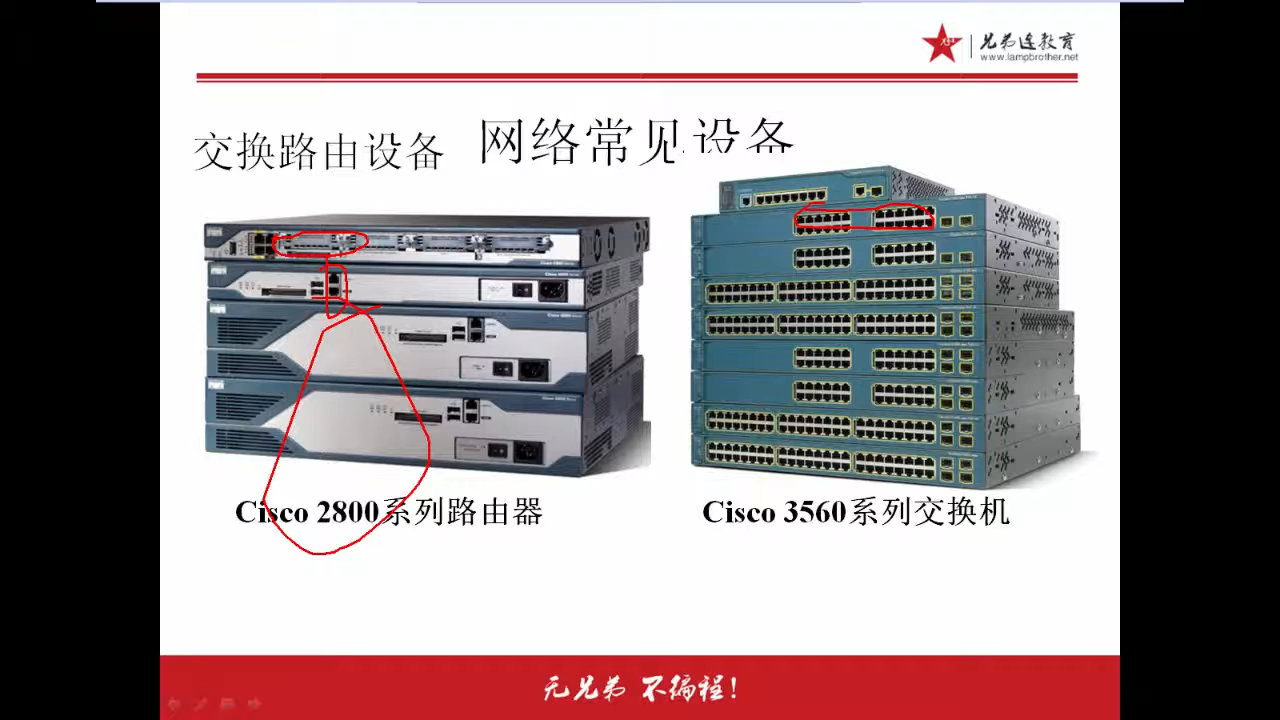 兄弟连教育
www.lampbrother.net
交换路由设备
网络常见设备
Cisco 2800系列路由器
Cisco 3560系列交换机
无兄弟 不编程!